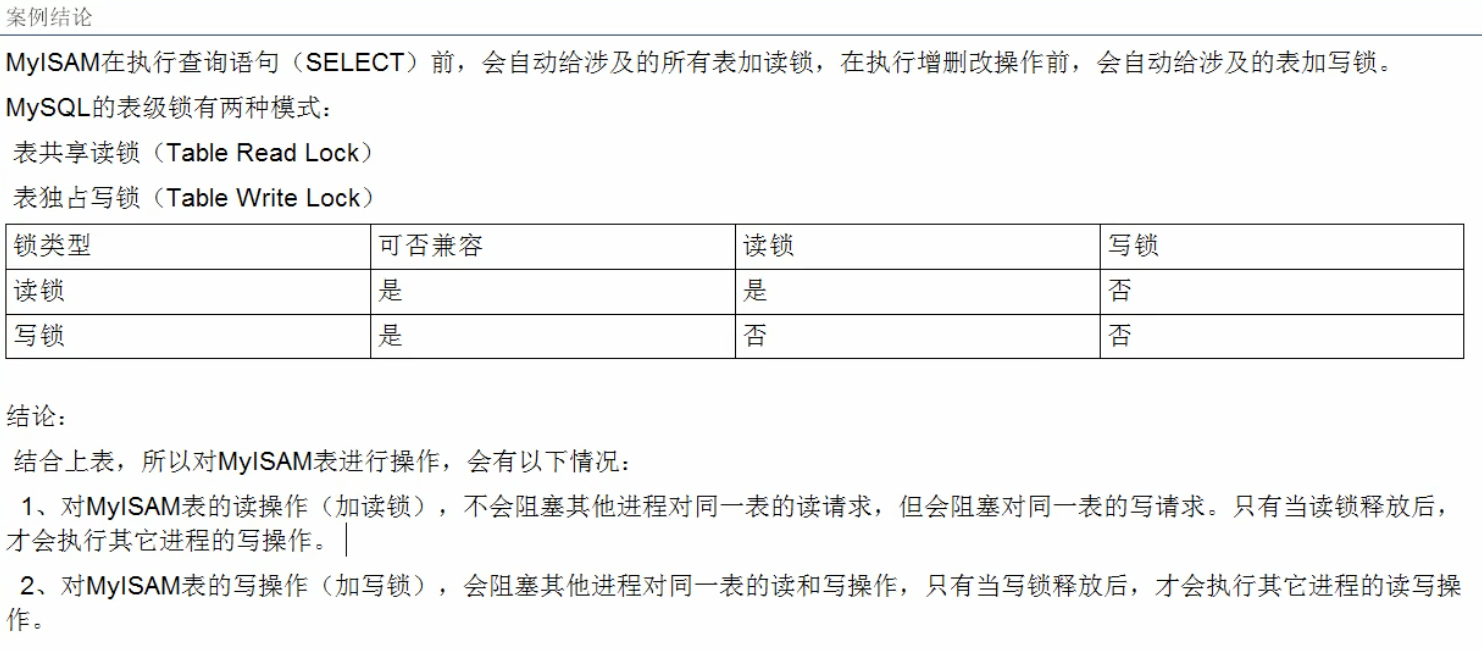 案例结论
MyISAM在执行查询语句（SELECT）前，会自动给涉及的所有表加读锁，在执行增删改操作前，会自动给涉及的表加写锁。
MySQL的表级锁有两种模式：
表共享读锁（Table Read Lock）
表独占写锁（Table Write Lock）
锁类型 可否兼容 读锁 写锁
读锁 是 是 否
写锁 是 否 否
结论：
结合上表，所以对MyISAM表进行操作，会有以下情况：
1、对MyISAM表的读操作（加读锁），不会阻塞其他进程对同一表的读请求，但会阻塞对同一表的写请求。只有当读锁释放后，
才会执行其它进程的写操作。
2、对MyISAM表的写操作（加写锁），会阻塞其他进程对同一表的读和写操作，只有当写锁释放后，才会执行其它进程的读写操
作。